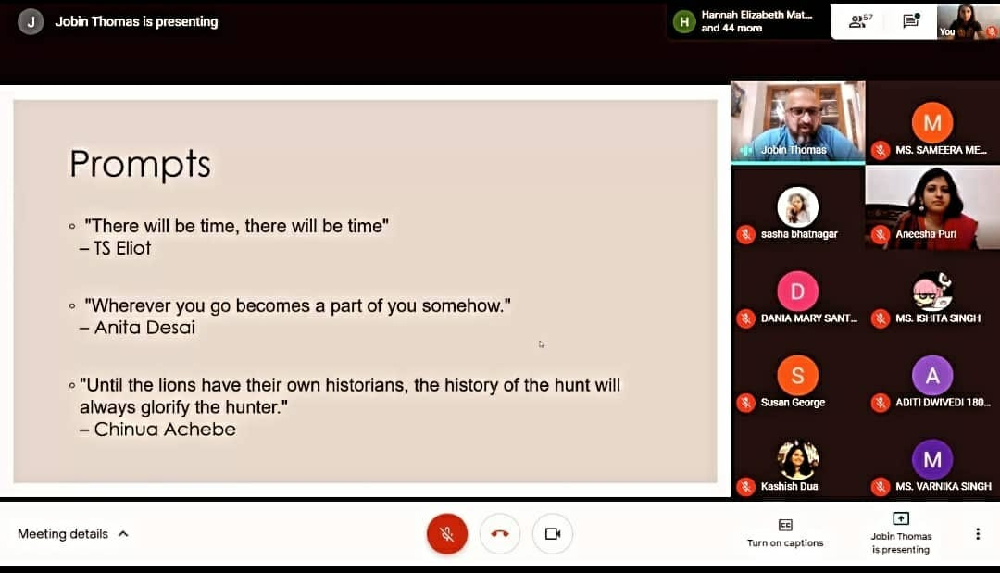 J Jobin Thomas is presenting
H Hannah Elizabeth Mat...
and 44 more
57
You
Prompts
"There will be time, there will be time"
– TS Eliot
"Wherever you go becomes a part of you somehow."
– Anita Desai
"Until the lions have their own historians, the history of the hunt will
always glorify the hunter."
– Chinua Achebe
Jobin Thomas
M
MS. SAMEERA ME...
sasha bhatnagar
Aneesha Puri
D
DANIA MARY SANT...
MS. ISHITA SINGH
S
Susan George
A
ADITI DWIVEDI 180...
Kashish Dua
M
MS. VARNIKA SINGH
Meeting details
CC
Turn on captions
Jobin Thomas
is presenting